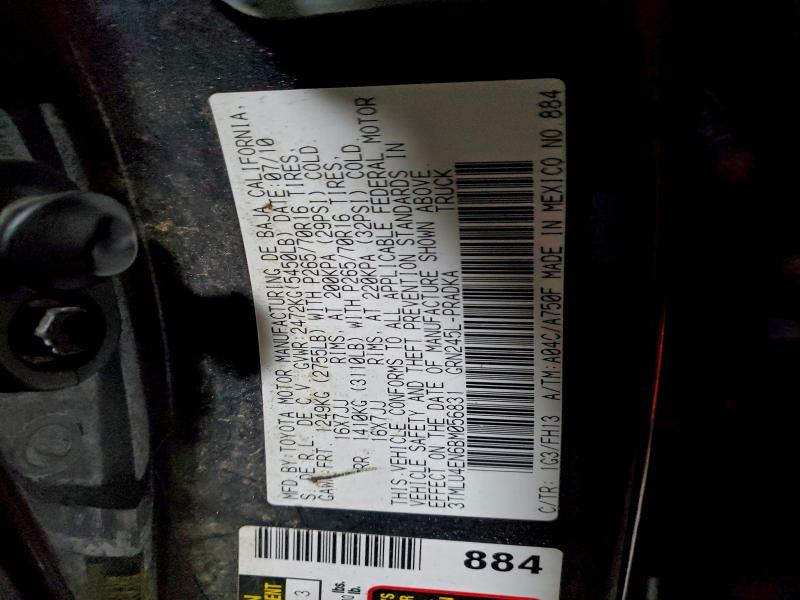 MFD BY:TOYOTA MOTOR MANUFACTURING DE BAJA CALIFORNIA,
S. DE R.L. DE C.V GVWR:2472KG(5450LB) DATE:07/10
GAWR:FRT 1249KG (2755LB) WITH P265/70R16 TIRES,
16X7JJ RIMS AT 200KPA (29PSI) COLD.
RR. 1410KG (3110LB) WITH P265/70R16 TIRES,
16X7JJ RIMS AT 220KPA (32PSI) COLD.
THIS VEHICLE CONFORMS TO ALL APPLICABLE FEDERAL MOTOR
VEHICLE SAFETY AND THEFT PREVENTION STANDARDS IN
EFFECT ON THE DATE OF MANUFACTURE SHOWN ABOVE.
3TMLU4EN6BM056831 GRN245L-PRADKA TRUCK
C/TR: 1G3/FH13 A/TM:A04C/A750F MADE IN MEXICO NO 884
884
3
lbs.
lb.